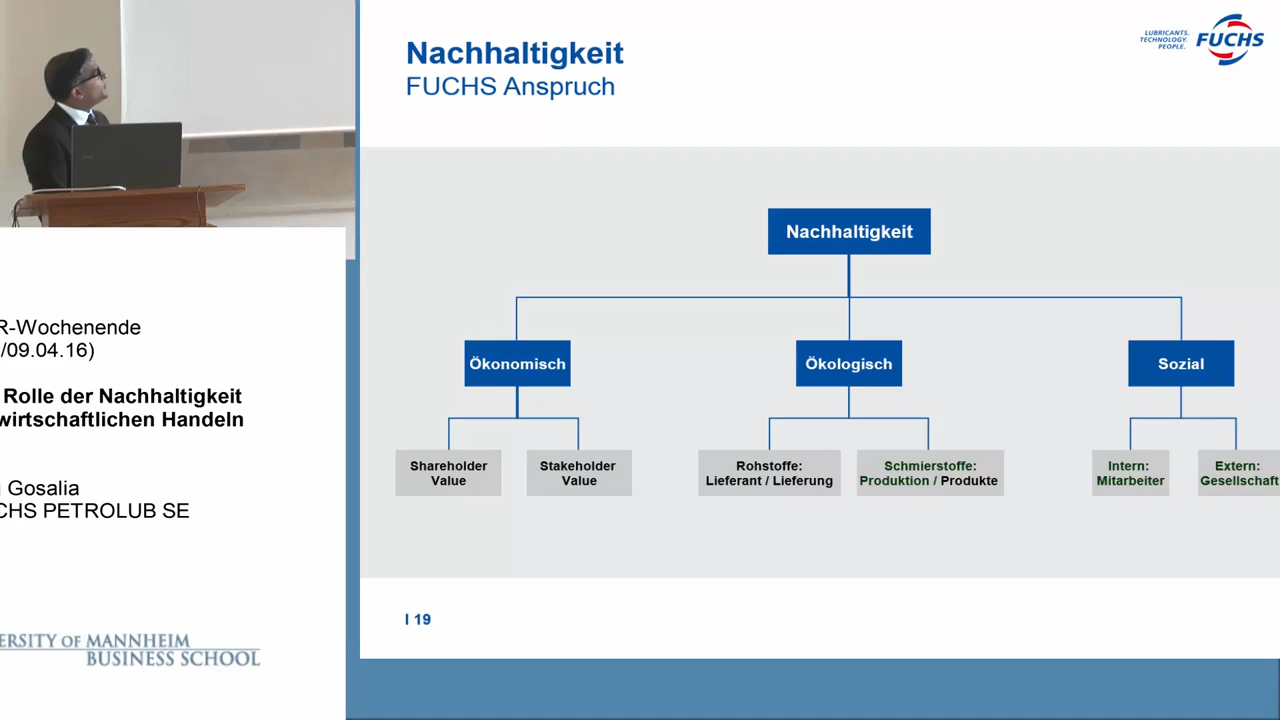 Nachhaltigkeit
FUCHS Anspruch
LUBRICANTS.
TECHNOLOGY.
PEOPLE.
FUCHS
Nachhaltigkeit
Ökonomisch
Ökologisch
Sozial
Shareholder
Value
Stakeholder
Value
Rohstoffe:
Lieferant / Lieferung
Schmierstoffe:
Produktion / Produkte
Intern:
Mitarbeiter
Extern:
Gesellschaft
I 19
R-Wochenende
/09.04.16)
Rolle der Nachhaltigkeit
wirtschaftlichen Handeln
Gosalia
CHS PETROLUB SE
ERSITY OF MANNHEIM
BUSINESS SCHOOL